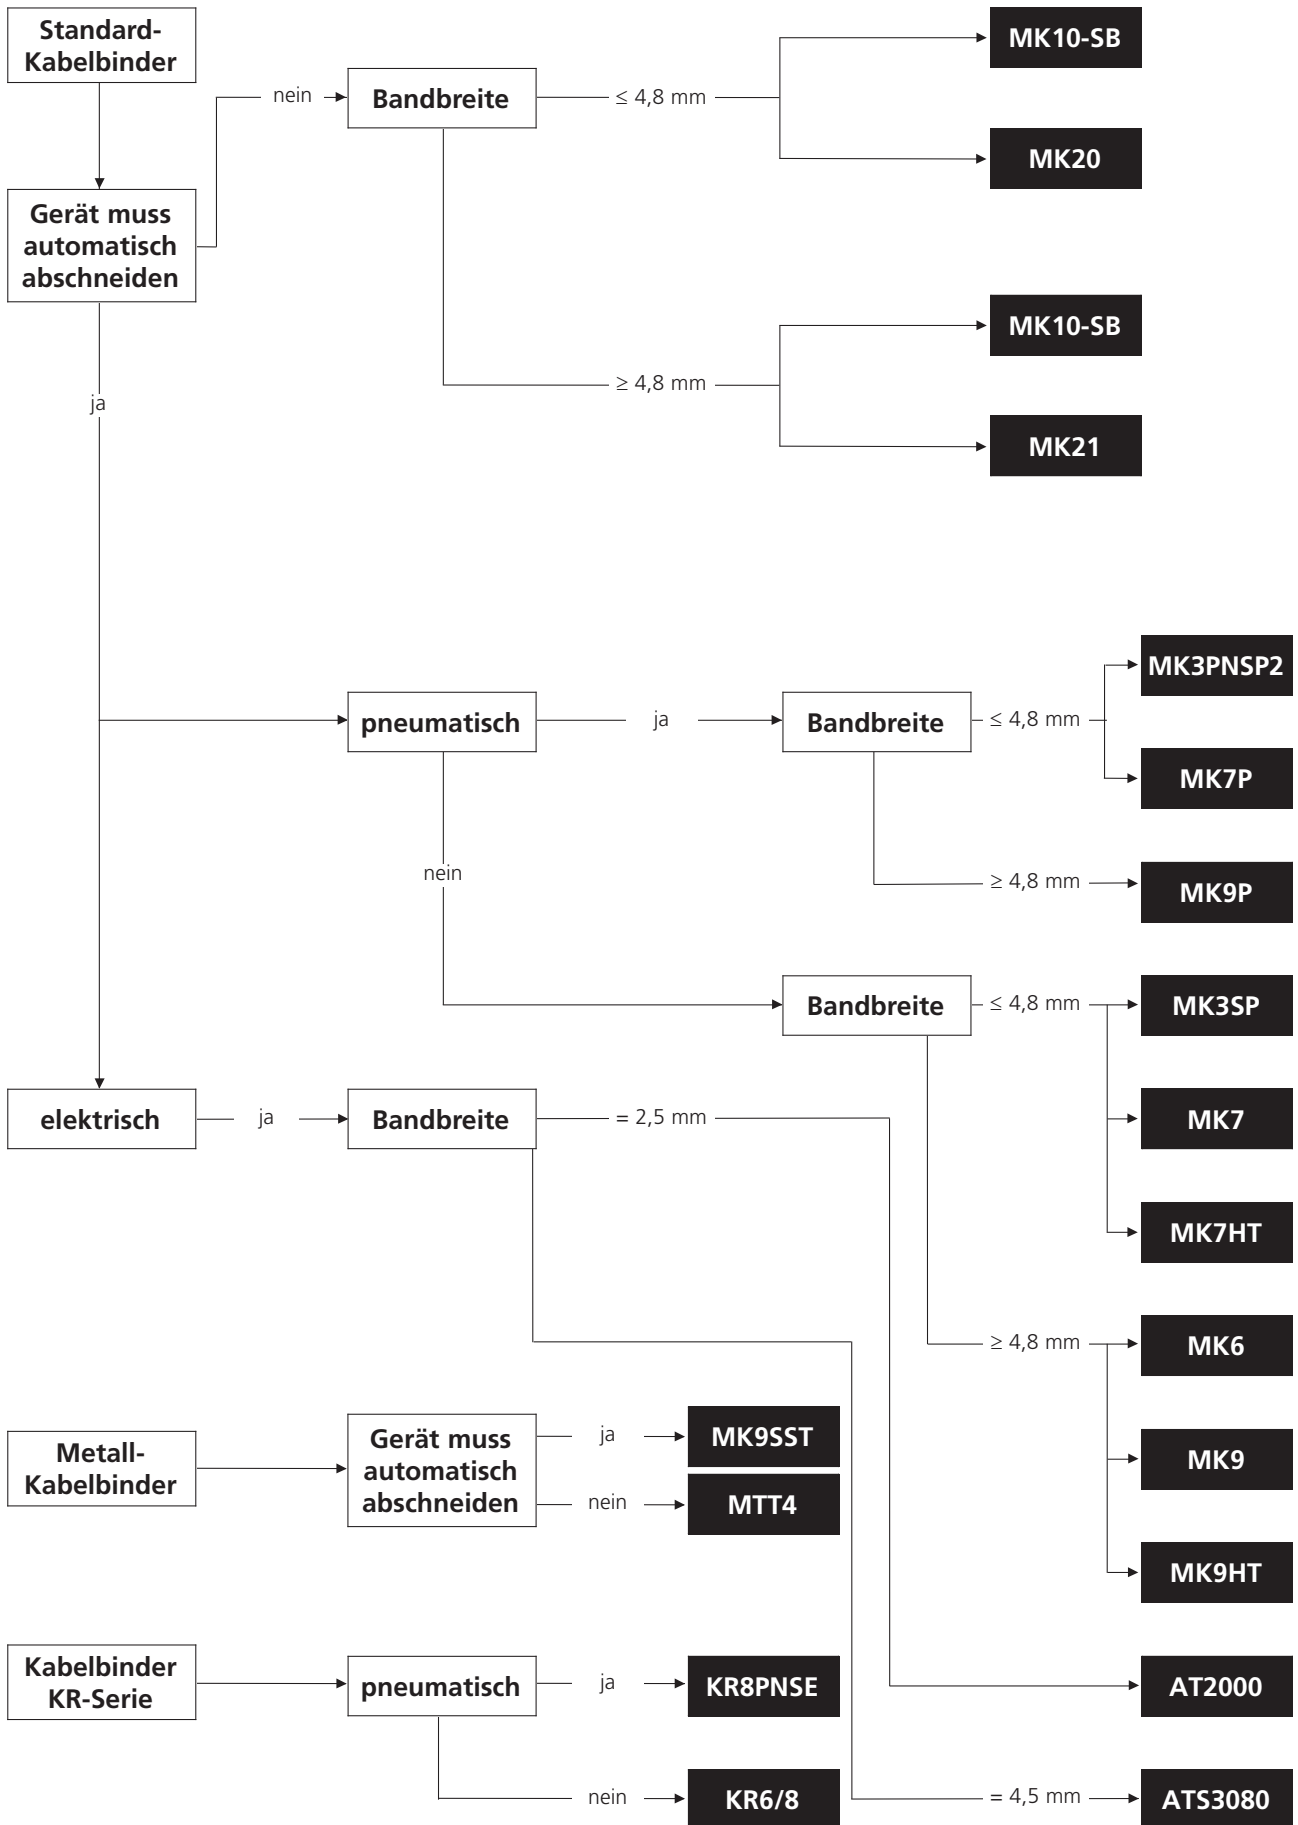 Standard-
Kabelbinder
MK10-SB
nein
Bandbreite
≤ 4,8 mm
MK20
Gerät muss
automatisch
abschneiden
MK10-SB
≥ 4,8 mm
ja
MK21
MK3PNSP2
pneumatisch
ja
Bandbreite
≤ 4,8 mm
MK7P
nein
≥ 4,8 mm
MK9P
Bandbreite
≤ 4,8 mm
MK3SP
elektrisch
ja
Bandbreite
= 2,5 mm
MK7
MK7HT
≥ 4,8 mm
MK6
Metall-
Kabelbinder
Gerät muss
automatisch
abschneiden
ja
MK9SST
nein
MTT4
MK9
MK9HT
Kabelbinder
KR-Serie
pneumatisch
ja
KR8PNSE
AT2000
nein
KR6/8
= 4,5 mm
ATS3080